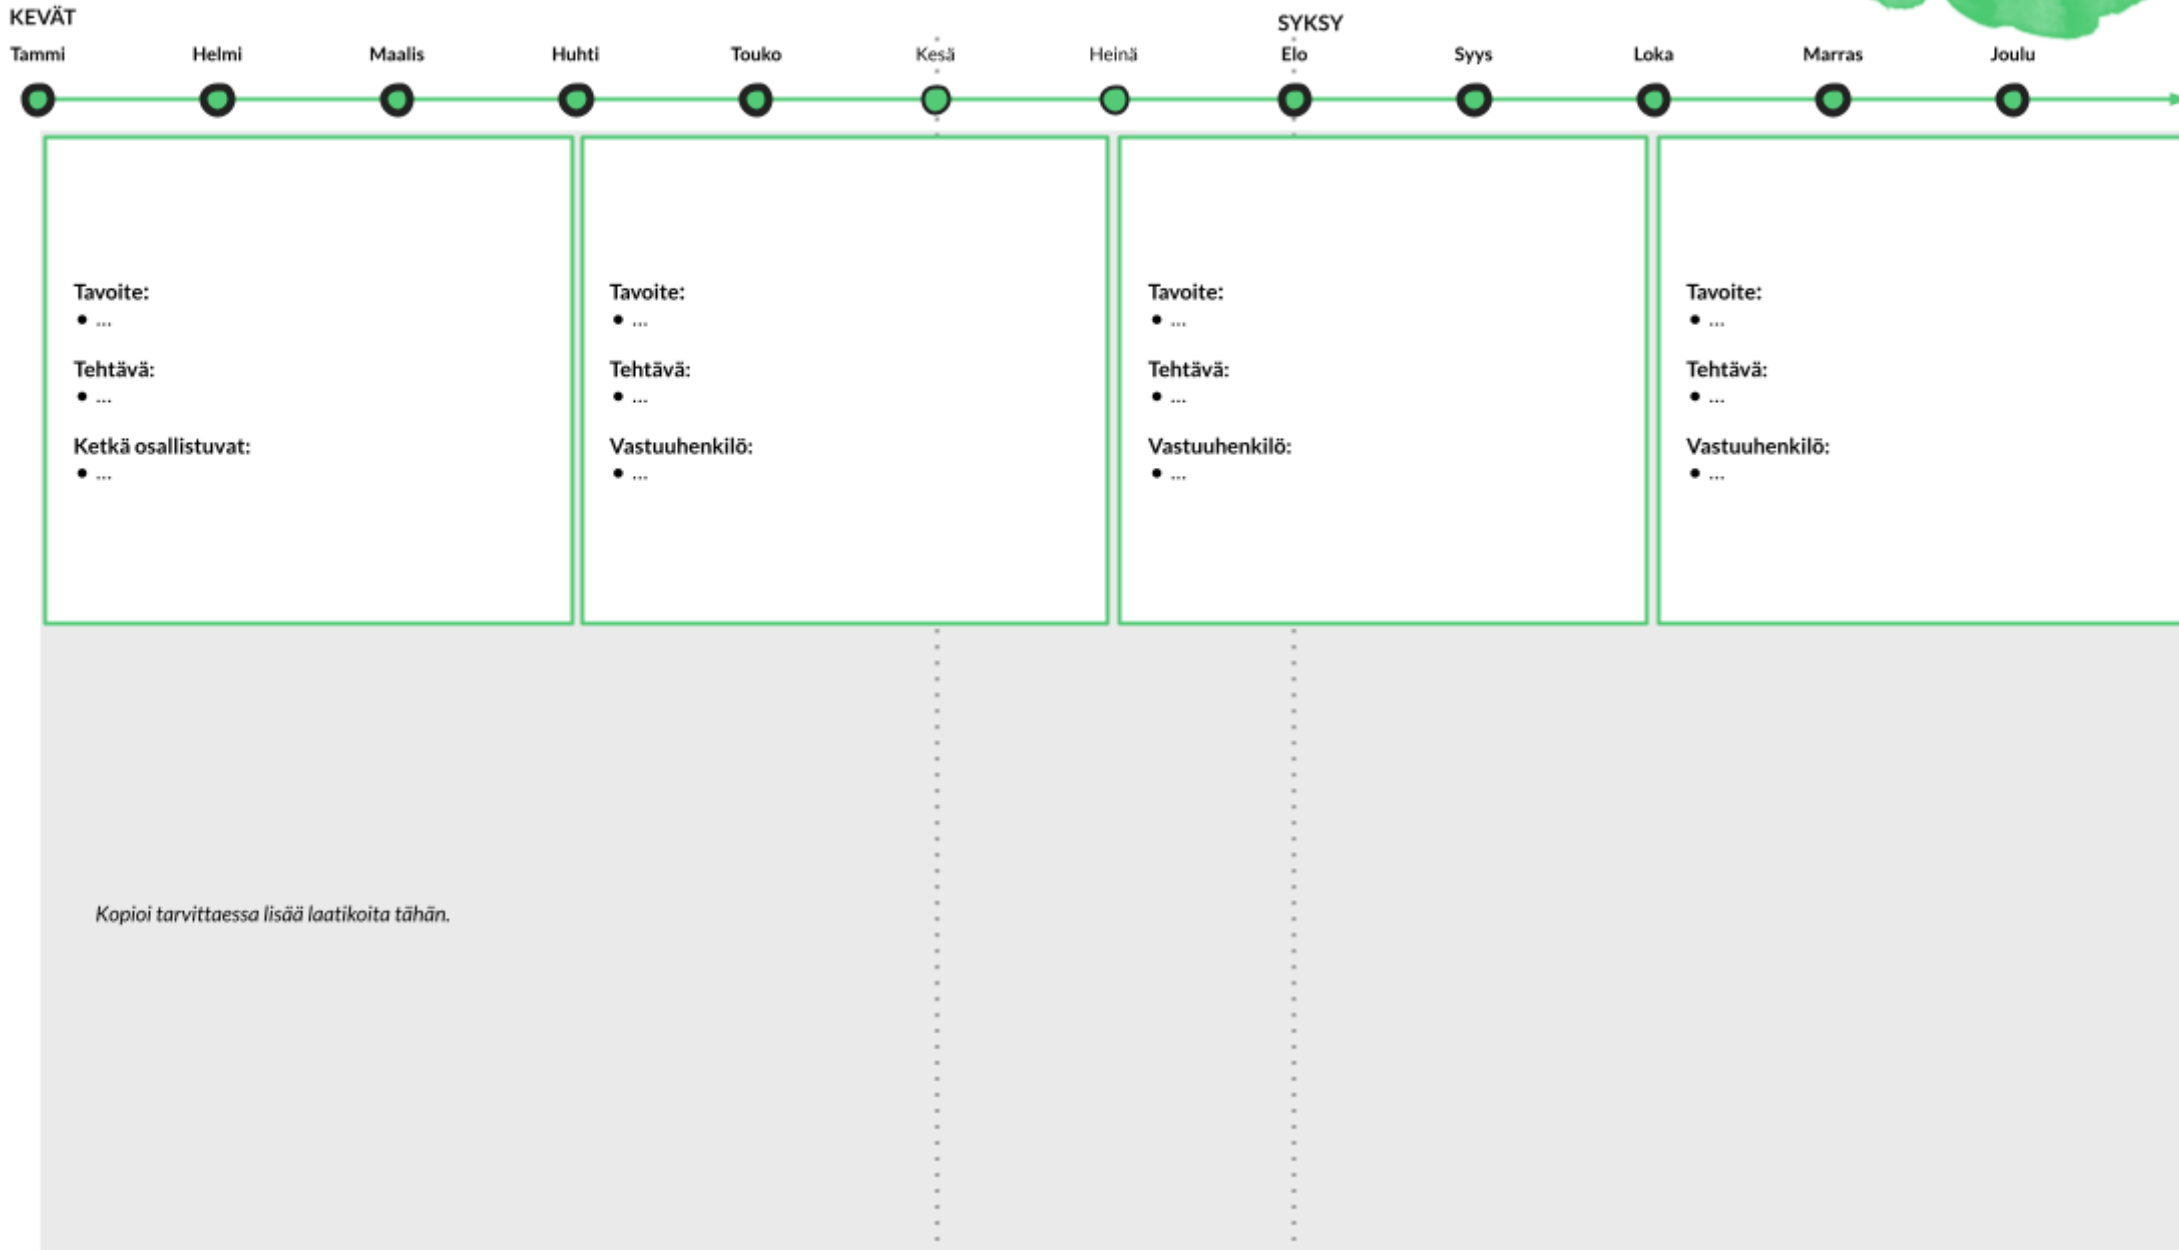 KEVÄT
SYKSY
Tammi Helmi Maalis Huhti Touko Kesä Heinä Elo Syys Loka Marras Joulu
Tavoite:
• ...
Tehtävä:
• ...
Ketkä osallistuvat:
• ...
Tavoite:
• ...
Tehtävä:
• ...
Vastuuhenkilö:
• ...
Tavoite:
• ...
Tehtävä:
• ...
Vastuuhenkilö:
• ...
Tavoite:
• ...
Tehtävä:
• ...
Vastuuhenkilö:
• ...
Kopioi tarvittaessa lisää laatikoita tähän.